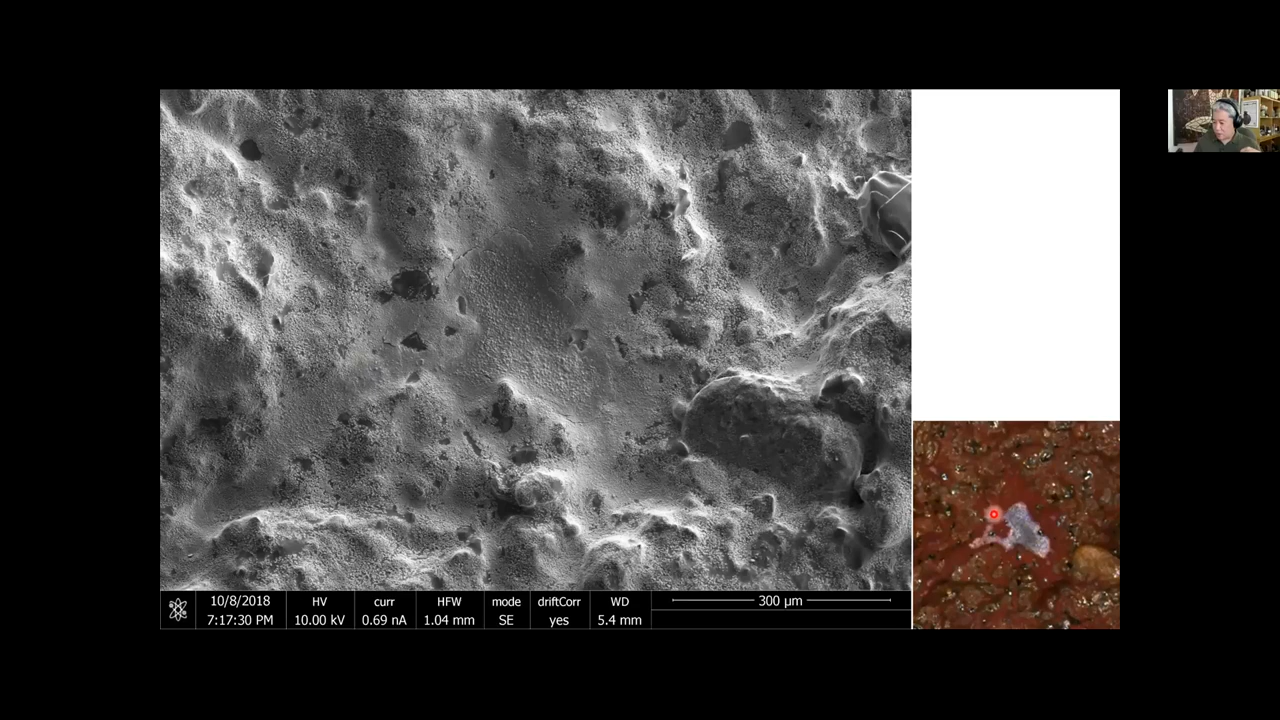 10/8/2018 HV curr HFW mode driftCorr WD 300 µm
7:17:30 PM 10.00 kV 0.69 nA 1.04 mm SE yes 5.4 mm